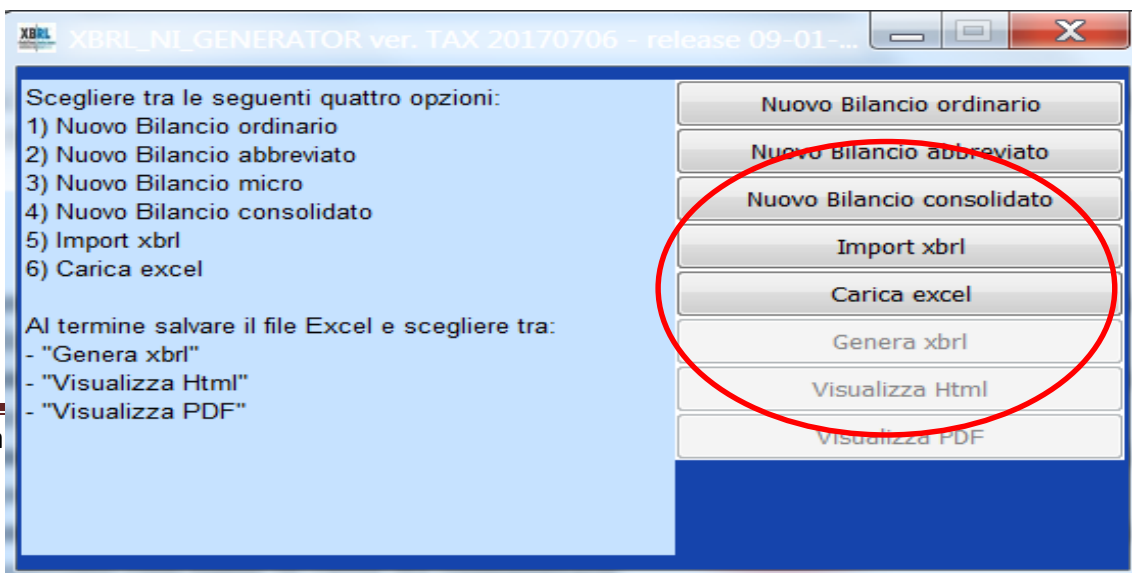 XBRL
XBRL_NI_GENERATOR ver. TAX 20170706 release 09-01-...
Scegliere tra le seguenti quattro opzioni:
1) Nuovo Bilancio ordinario
2) Nuovo Bilancio abbreviato
3) Nuovo Bilancio micro
4) Nuovo Bilancio consolidato
5) Import xbrl
6) Carica excel
Al termine salvare il file Excel e scegliere tra:
- "Genera xbrl"
- "Visualizza Html"
- "Visualizza PDF"
Nuovo Bilancio ordinario
Nuovo Bilancio abbreviato
Nuovo Bilancio consolidato
Import xbrl
Carica excel
Genera xbrl
Visualizza Html
Visualizza PDF